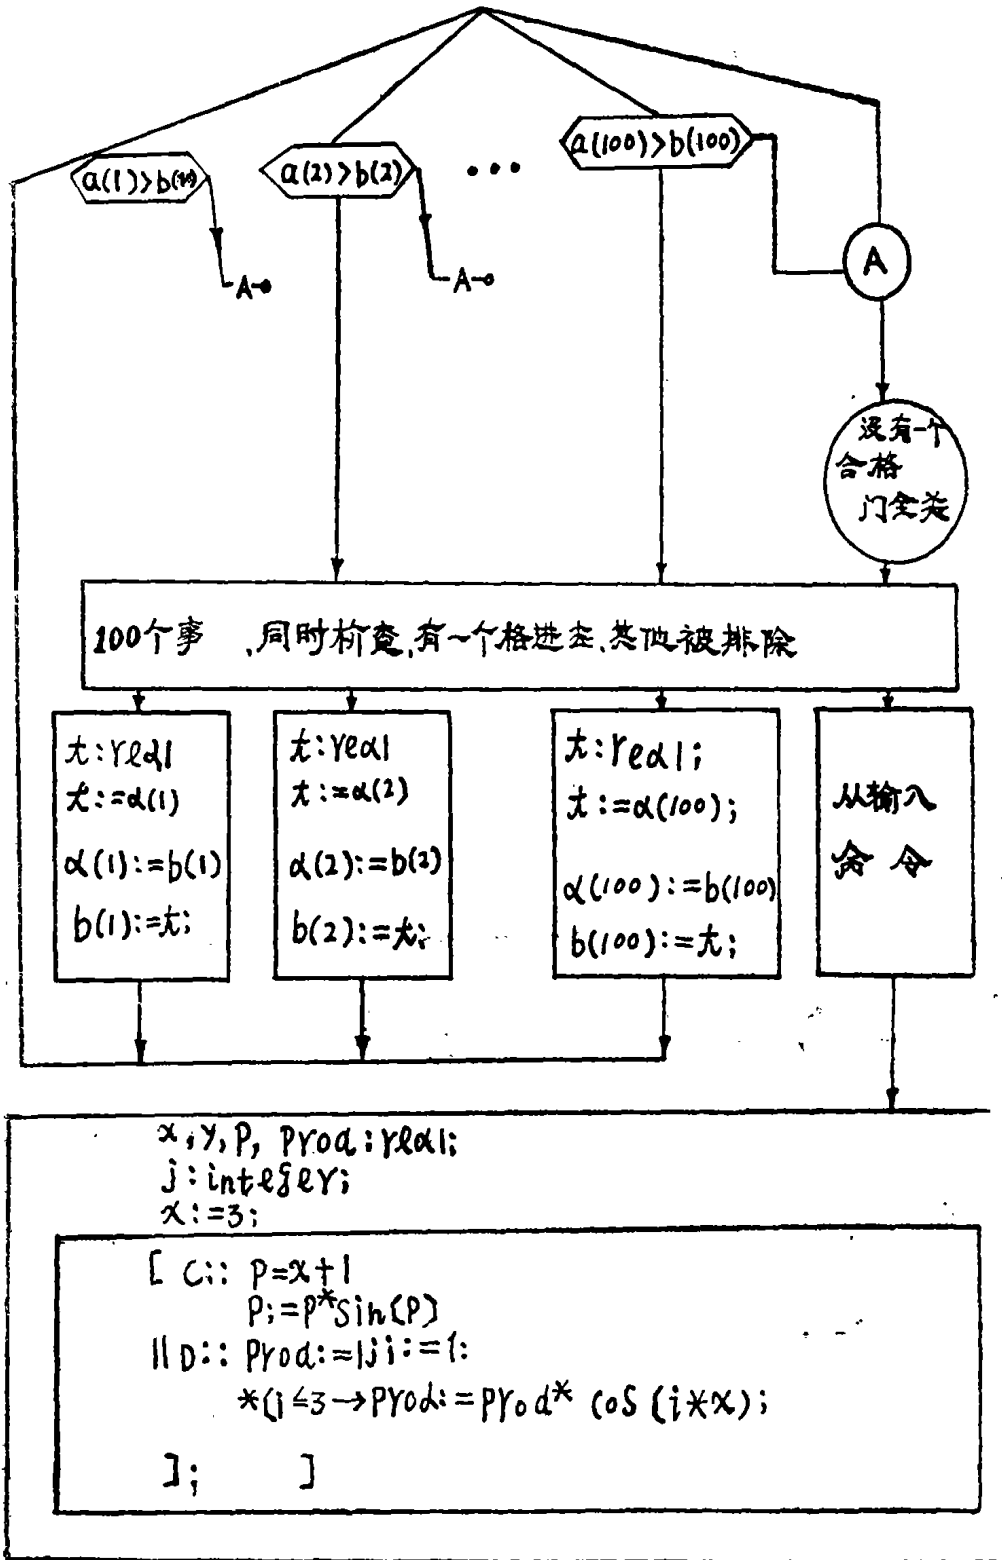 a(1)>b(1)
a(2)>b(2)
...
a(100)>b(100)
A
A
A
没有一个
合格
门全关
100个事 ,同时检查,有一个格进去,其他被排除
t:real
t:=a(1)
a(1):=b(1)
b(1):=t;
t:real
t:=a(2)
a(2):=b(2)
b(2):=t;
t:real;
t:=a(100);
a(100):=b(100)
b(100):=t;
从输入
命令
x,y,P, Prod:real;
j:integer;
x:=3;
[ C:: P=x+1
P:=P*Sin(P)
||D:: Prod:=1;i:=1:
*(i≤3→Prod:=Prod* cos(i*x);
]; ]